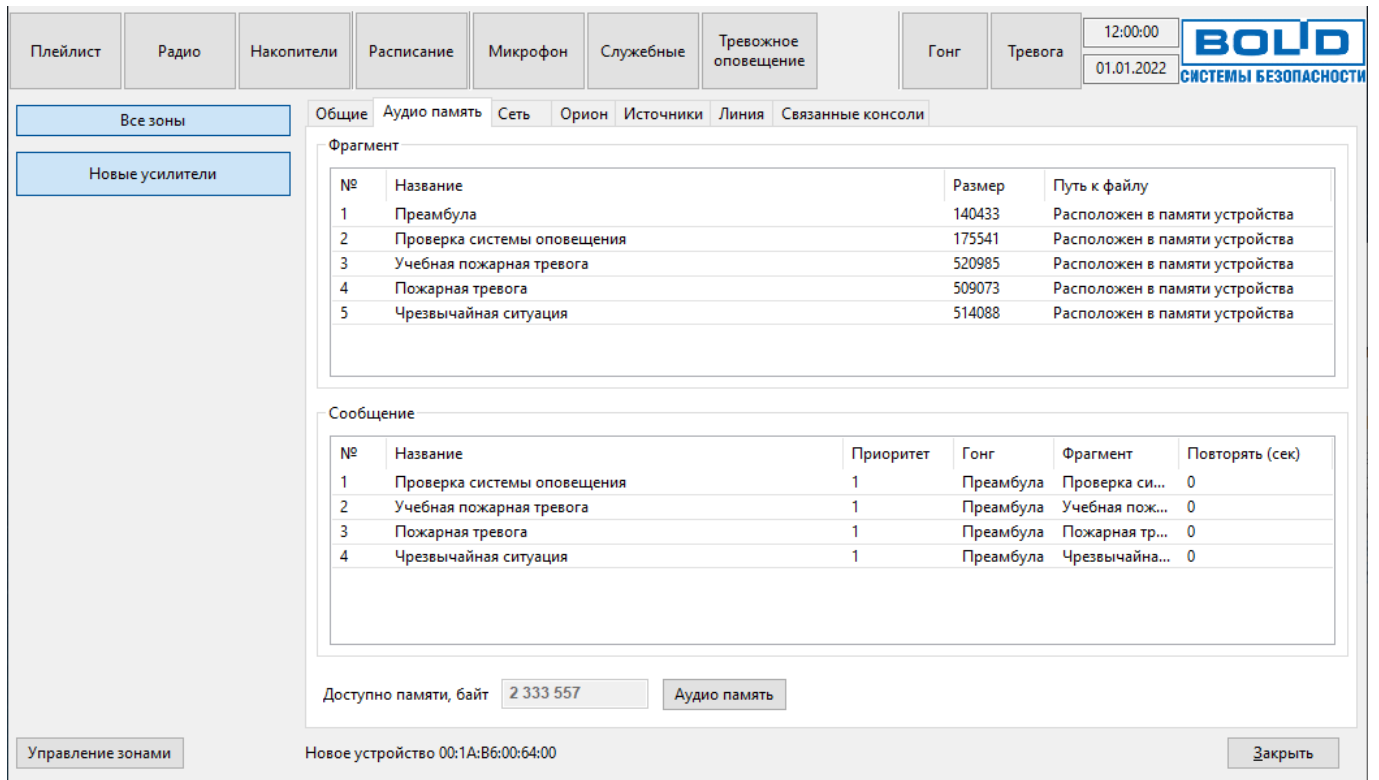 Плейлист Радио Накопители Расписание Микрофон Служебные Тревожное оповещение Гонг Тревога 12:00:00
01.01.2022
BOLID
СИСТЕМЫ БЕЗОПАСНОСТИ
Все зоны
Новые усилители
Общие Аудио память Сеть Орион Источники Линия Связанные консоли
Фрагмент
№ Название Размер Путь к файлу
1 Преамбула 140433 Расположен в памяти устройства
2 Проверка системы оповещения 175541 Расположен в памяти устройства
3 Учебная пожарная тревога 520985 Расположен в памяти устройства
4 Пожарная тревога 509073 Расположен в памяти устройства
5 Чрезвычайная ситуация 514088 Расположен в памяти устройства
Сообщение
№ Название Приоритет Гонг Фрагмент Повторять (сек)
1 Проверка системы оповещения 1 Преамбула Проверка си... 0
2 Учебная пожарная тревога 1 Преамбула Учебная пож... 0
3 Пожарная тревога 1 Преамбула Пожарная тр... 0
4 Чрезвычайная ситуация 1 Преамбула Чрезвычайна... 0
Доступно памяти, байт 2 333 557 Аудио память
Управление зонами Новое устройство 00:1A:B6:00:64:00 Закрыть